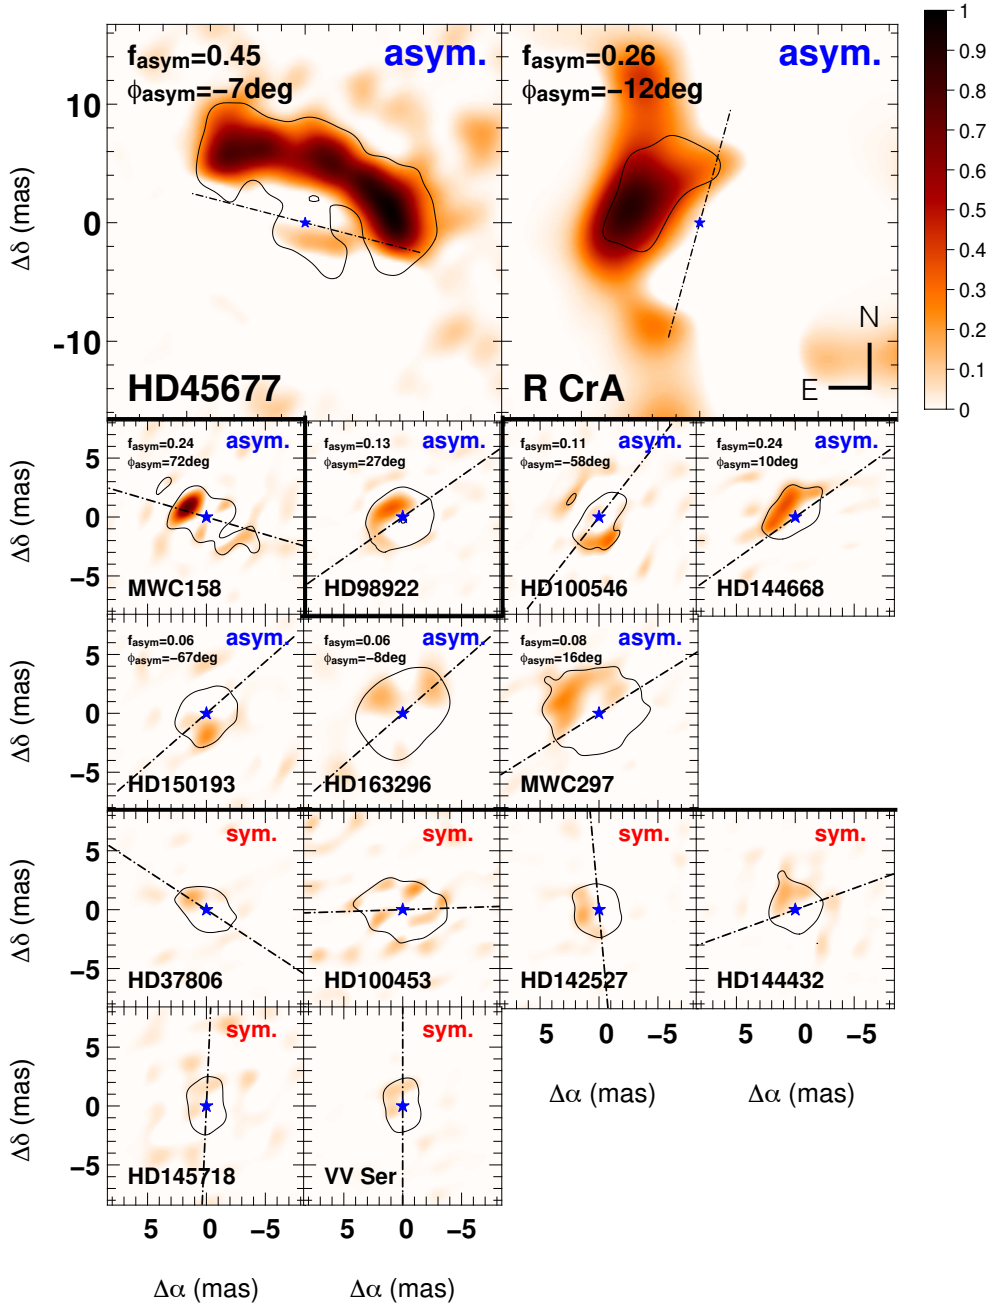 f_asym=0.45 asym.
ϕ_asym=−7deg
10
0
-10
Δδ (mas)
HD45677
f_asym=0.26 asym.
ϕ_asym=−12deg
N
E
R CrA
1
0.9
0.8
0.7
0.6
0.5
0.4
0.3
0.2
0.1
0
5
0
−5
Δδ (mas)
f_asym=0.24 asym.
ϕ_asym=72deg
MWC158
f_asym=0.13 asym.
ϕ_asym=27deg
HD98922
f_asym=0.11 asym.
ϕ_asym=−58deg
HD100546
f_asym=0.24 asym.
ϕ_asym=10deg
HD144668
5
0
−5
Δδ (mas)
f_asym=0.06 asym.
ϕ_asym=−67deg
HD150193
f_asym=0.06 asym.
ϕ_asym=−8deg
HD163296
f_asym=0.08 asym.
ϕ_asym=16deg
MWC297
5
0
−5
Δδ (mas)
sym.
HD37806
sym.
HD100453
sym.
HD142527
sym.
HD144432
5 0 −5
5 0 −5
Δα (mas)
Δα (mas)
5
0
−5
Δδ (mas)
sym.
HD145718
sym.
VV Ser
5 0 −5
5 0 −5
Δα (mas)
Δα (mas)